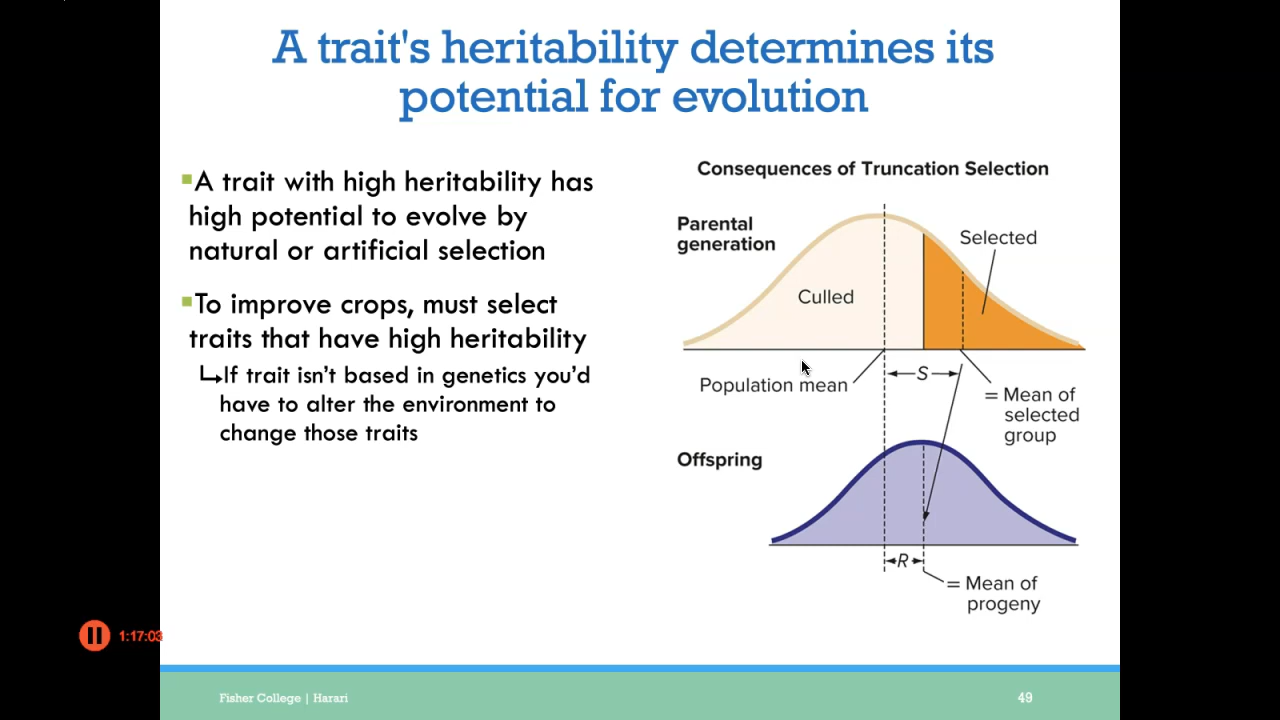 A trait's heritability determines its
potential for evolution
▪A trait with high heritability has
high potential to evolve by
natural or artificial selection
▪To improve crops, must select
traits that have high heritability
↳If trait isn't based in genetics you'd
have to alter the environment to
change those traits
Consequences of Truncation Selection
Parental
generation
Selected
Culled
Population mean
S
= Mean of
selected
group
Offspring
R
= Mean of
progeny
1:17:03
Fisher College | Harari
49